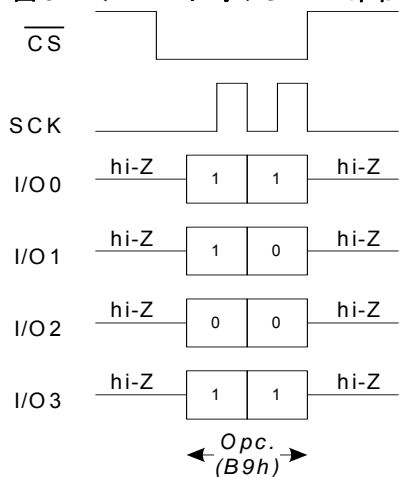 CS
SCK
I/O0 hi-Z 1 1 hi-Z
I/O1 hi-Z 1 0 hi-Z
I/O2 hi-Z 0 0 hi-Z
I/O3 hi-Z 1 1 hi-Z
Opc.
(B9h)